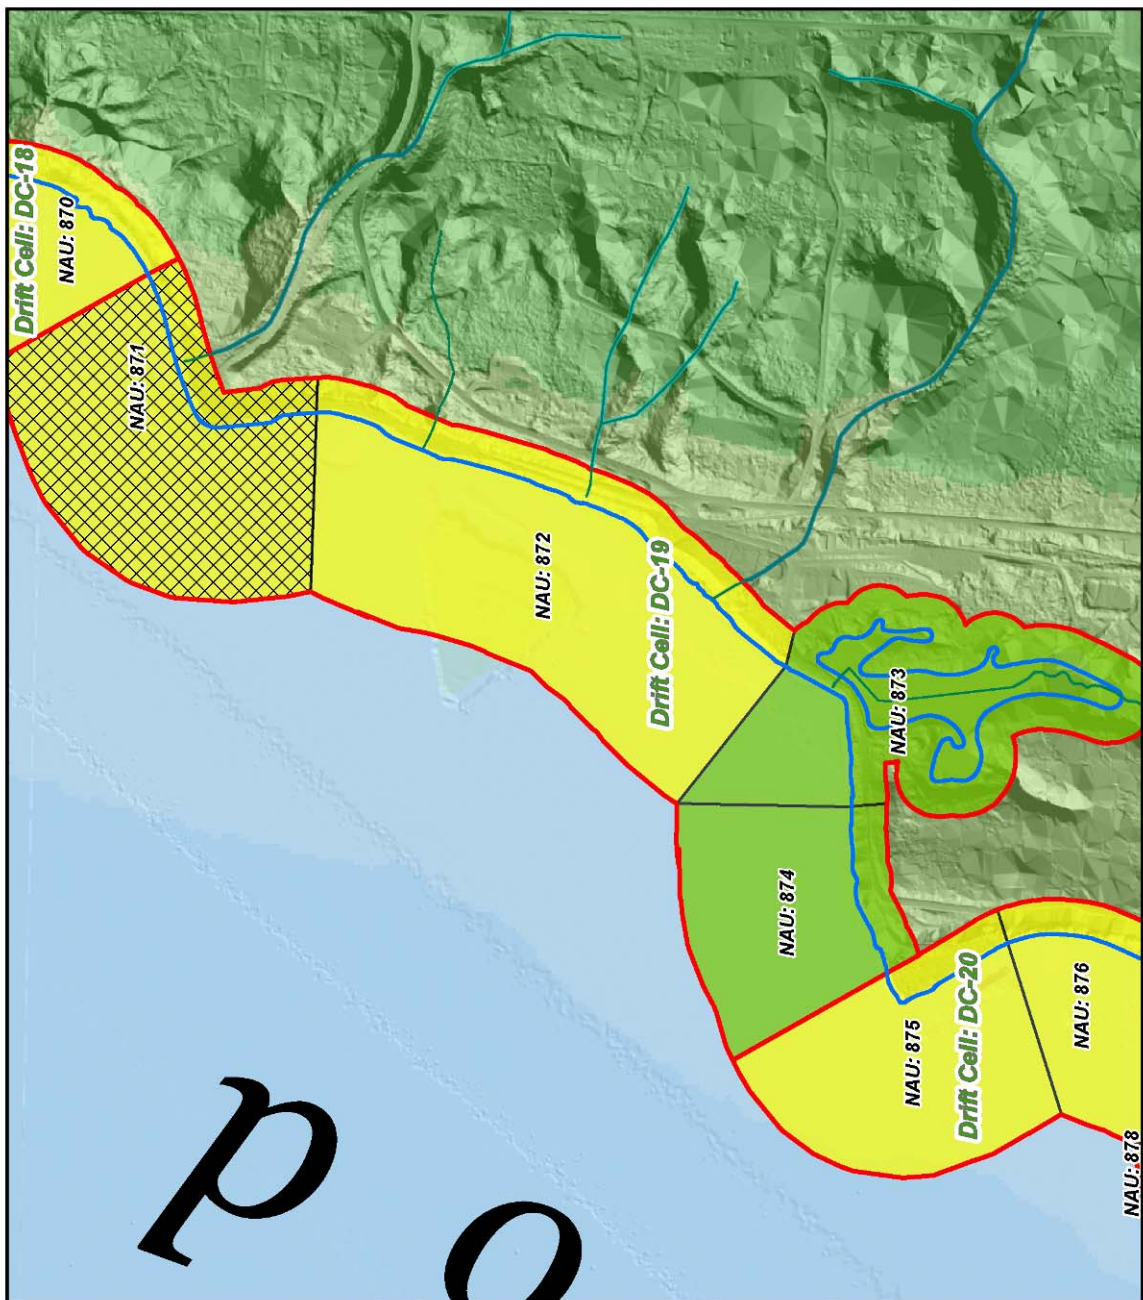 Drift Cell: DC-18
NAU: 870
NAU: 871
NAU: 872
Drift Cell: DC-19
NAU: 873
NAU: 874
NAU: 875
Drift Cell: DC-20
NAU: 876
NAU: 878
p
o